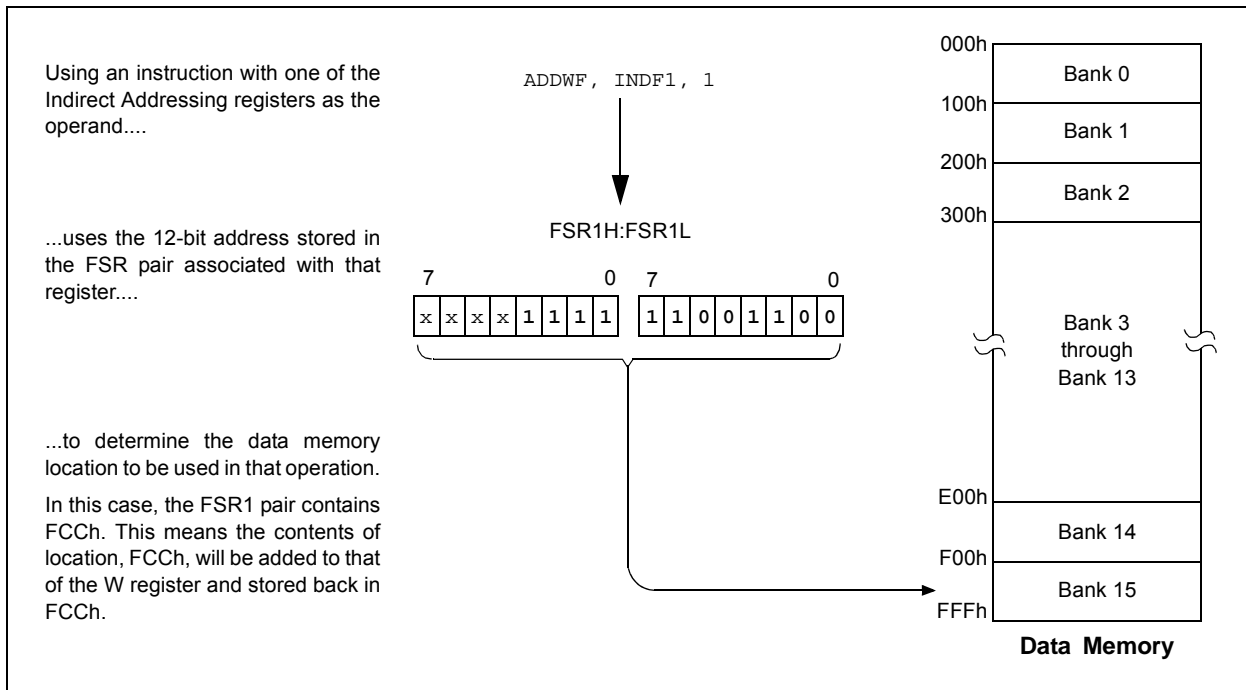 Using an instruction with one of the
Indirect Addressing registers as the
operand....
ADDWF, INDF1, 1
...uses the 12-bit address stored in
the FSR pair associated with that
register....
FSR1H:FSR1L
7 0 7 0
x x x x 1 1 1 1 1 1 0 0 1 1 0 0
...to determine the data memory
location to be used in that operation.
In this case, the FSR1 pair contains
FCCh. This means the contents of
location, FCCh, will be added to that
of the W register and stored back in
FCCh.
000h
Bank 0
100h
Bank 1
200h
Bank 2
300h
Bank 3
through
Bank 13
E00h
Bank 14
F00h
Bank 15
FFFh
Data Memory